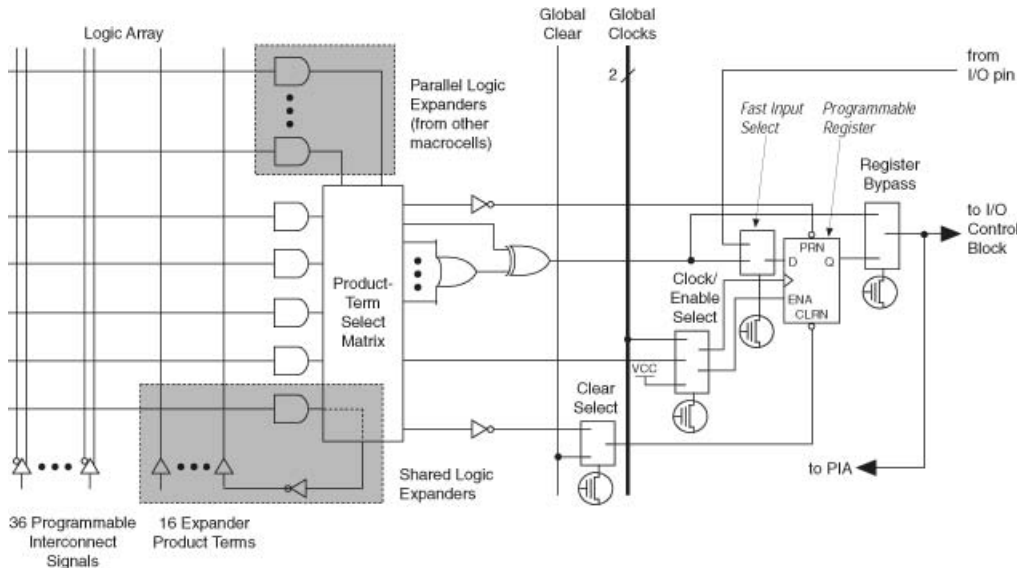 Logic Array
Global
Clear
Global
Clocks
2
from
I/O pin
Parallel Logic
Expanders
(from other
macrocells)
Fast Input
Select
Programmable
Register
Register
Bypass
to I/O
Control
Block
PRN
D
Q
ENA
CLRN
Product-
Term
Select
Matrix
Clock/
Enable
Select
VCC
Clear
Select
to PIA
Shared Logic
Expanders
36 Programmable
Interconnect
Signals
16 Expander
Product Terms